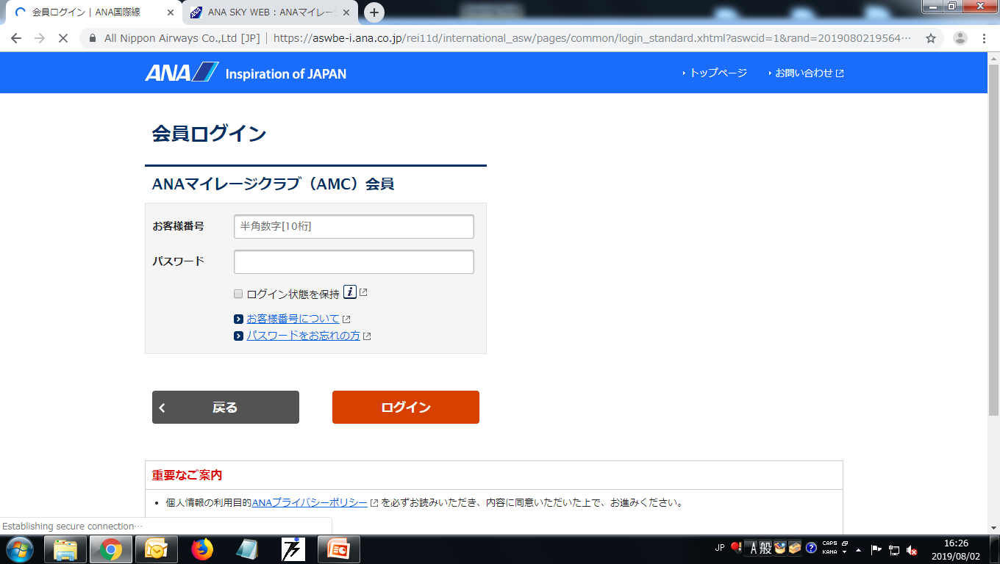 会員ログイン | ANA国際線
ANA SKY WEB：ANAマイレー
All Nippon Airways Co.,Ltd [JP] | https://aswbe-i.ana.co.jp/rei11d/international_asw/pages/common/login_standard.xhtml?aswcid=1&rand=2019080219564…
ANA Inspiration of JAPAN
トップページ
お問い合わせ
会員ログイン
ANAマイレージクラブ（AMC）会員
お客様番号 半角数字[10桁]
パスワード
ログイン状態を保持 i
お客様番号について
パスワードをお忘れの方
戻る
ログイン
重要なご案内
• 個人情報の利用目的ANAプライバシーポリシー を必ずお読みいただき、内容に同意いただいた上で、お進みください。
Establishing secure connection…
JP A 般 ? CAPS KANA
16:26
2019/08/02